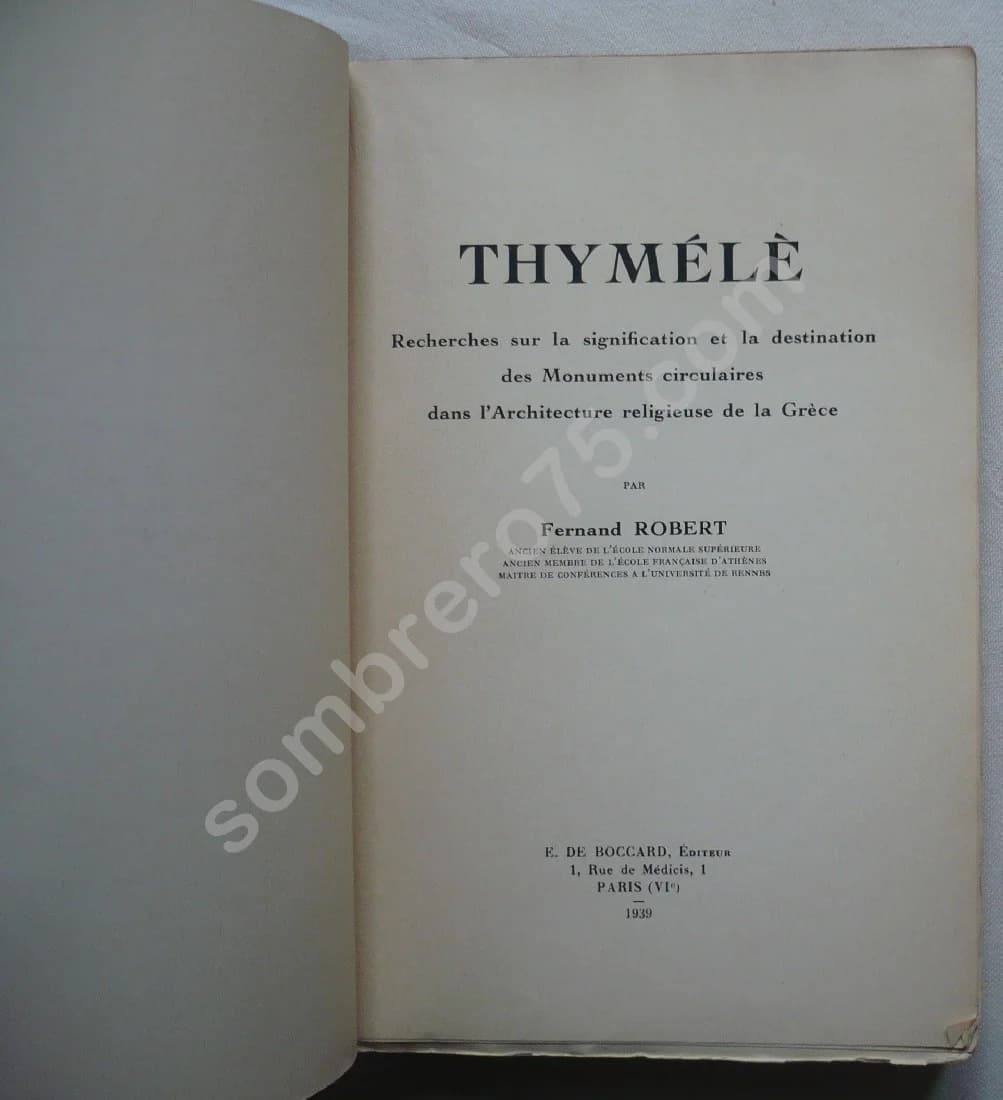 THYMÉLÈ
Recherches sur la signification et la destination
des Monuments circulaires
dans l'Architecture religieuse de la Grèce
PAR
Fernand ROBERT
ANCIEN ÉLÈVE DE L'ÉCOLE NORMALE SUPÉRIEURE
ANCIEN MEMBRE DE L'ÉCOLE FRANÇAISE D'ATHÈNES
MAITRE DE CONFÉRENCES A L'UNIVERSITÉ DE RENNES
E. DE BOCCARD, ÉDITEUR
1, Rue de Médicis, 1
PARIS (VIe)
1939
sombrero75.com